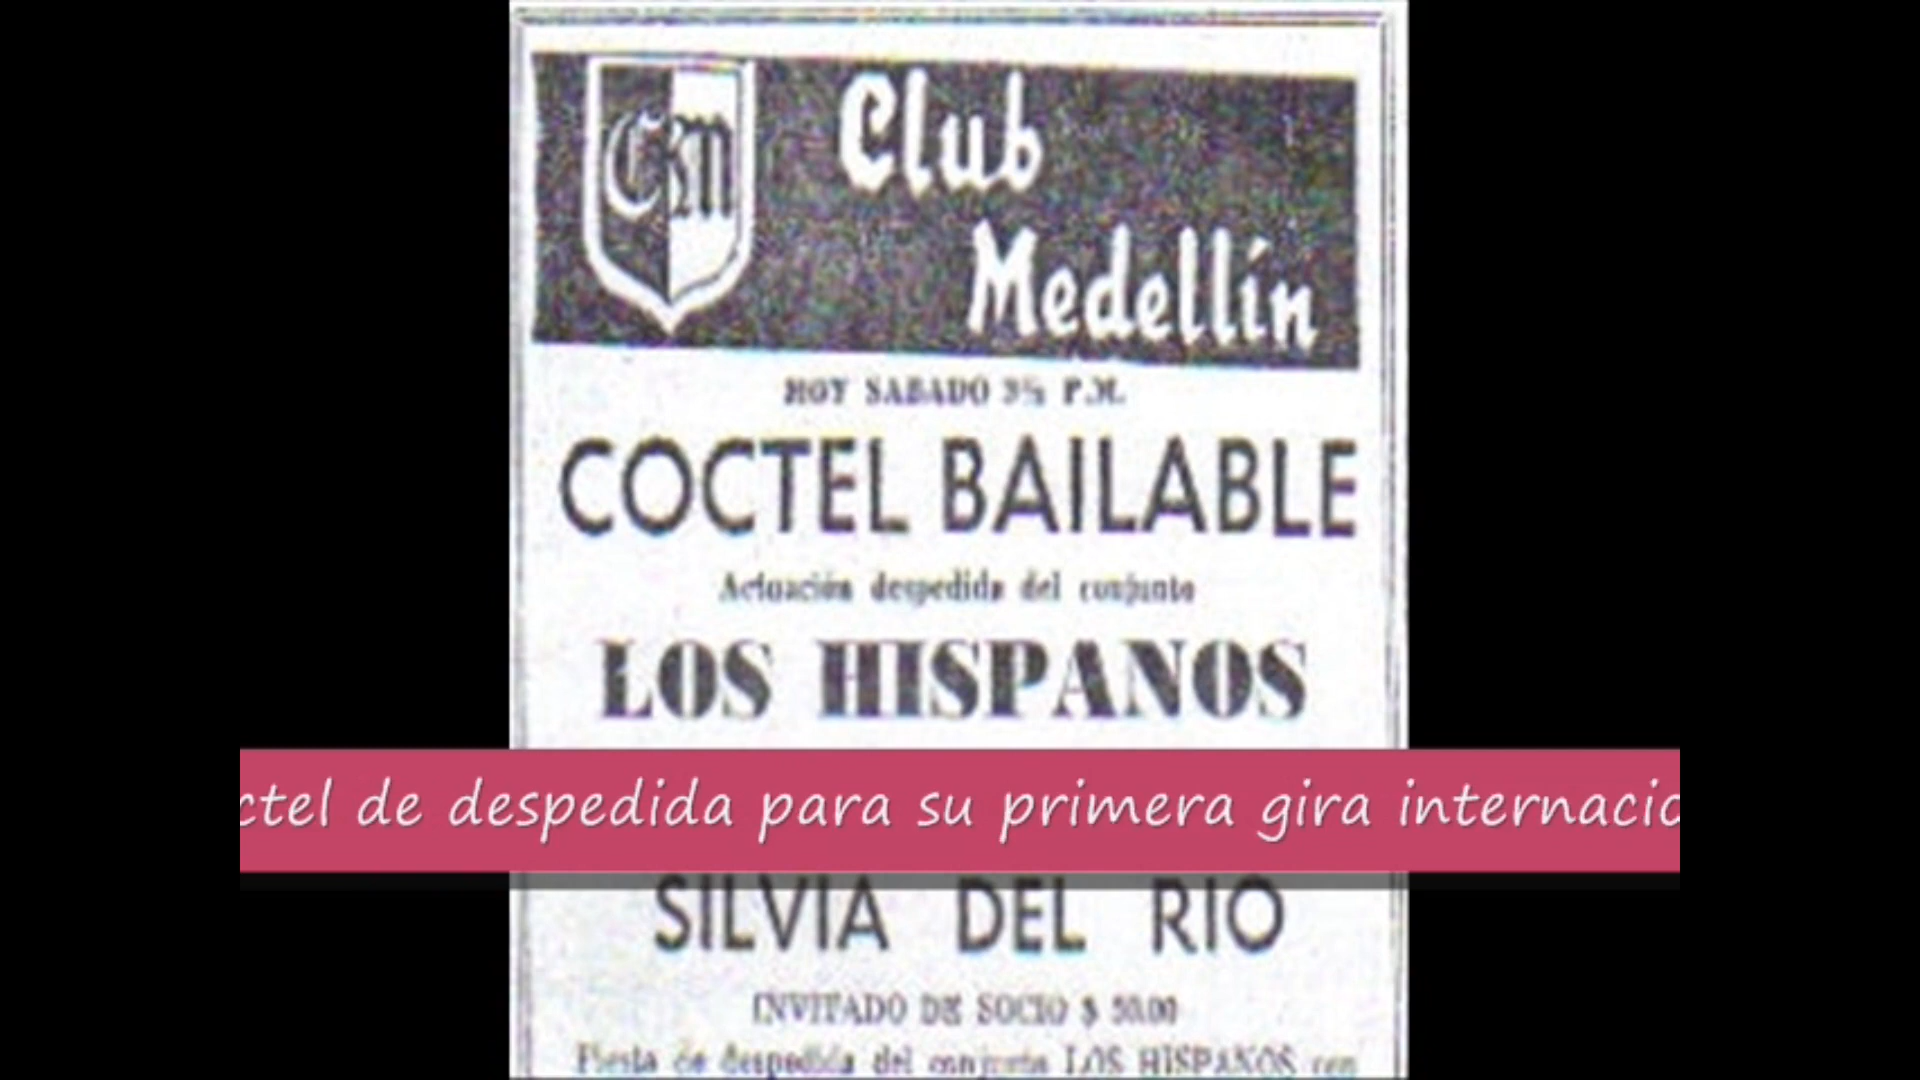 CM
Club
Medellín
HOY SABADO 3½ P.M.
COCTEL BAILABLE
Actuación despedida del conjunto
LOS HISPANOS
ctel de despedida para su primera gira internacio
SILVIA DEL RIO
INVITADO DE SOCIO $ 50.00
Fiesta de despedida del conjunto LOS HISPANOS con